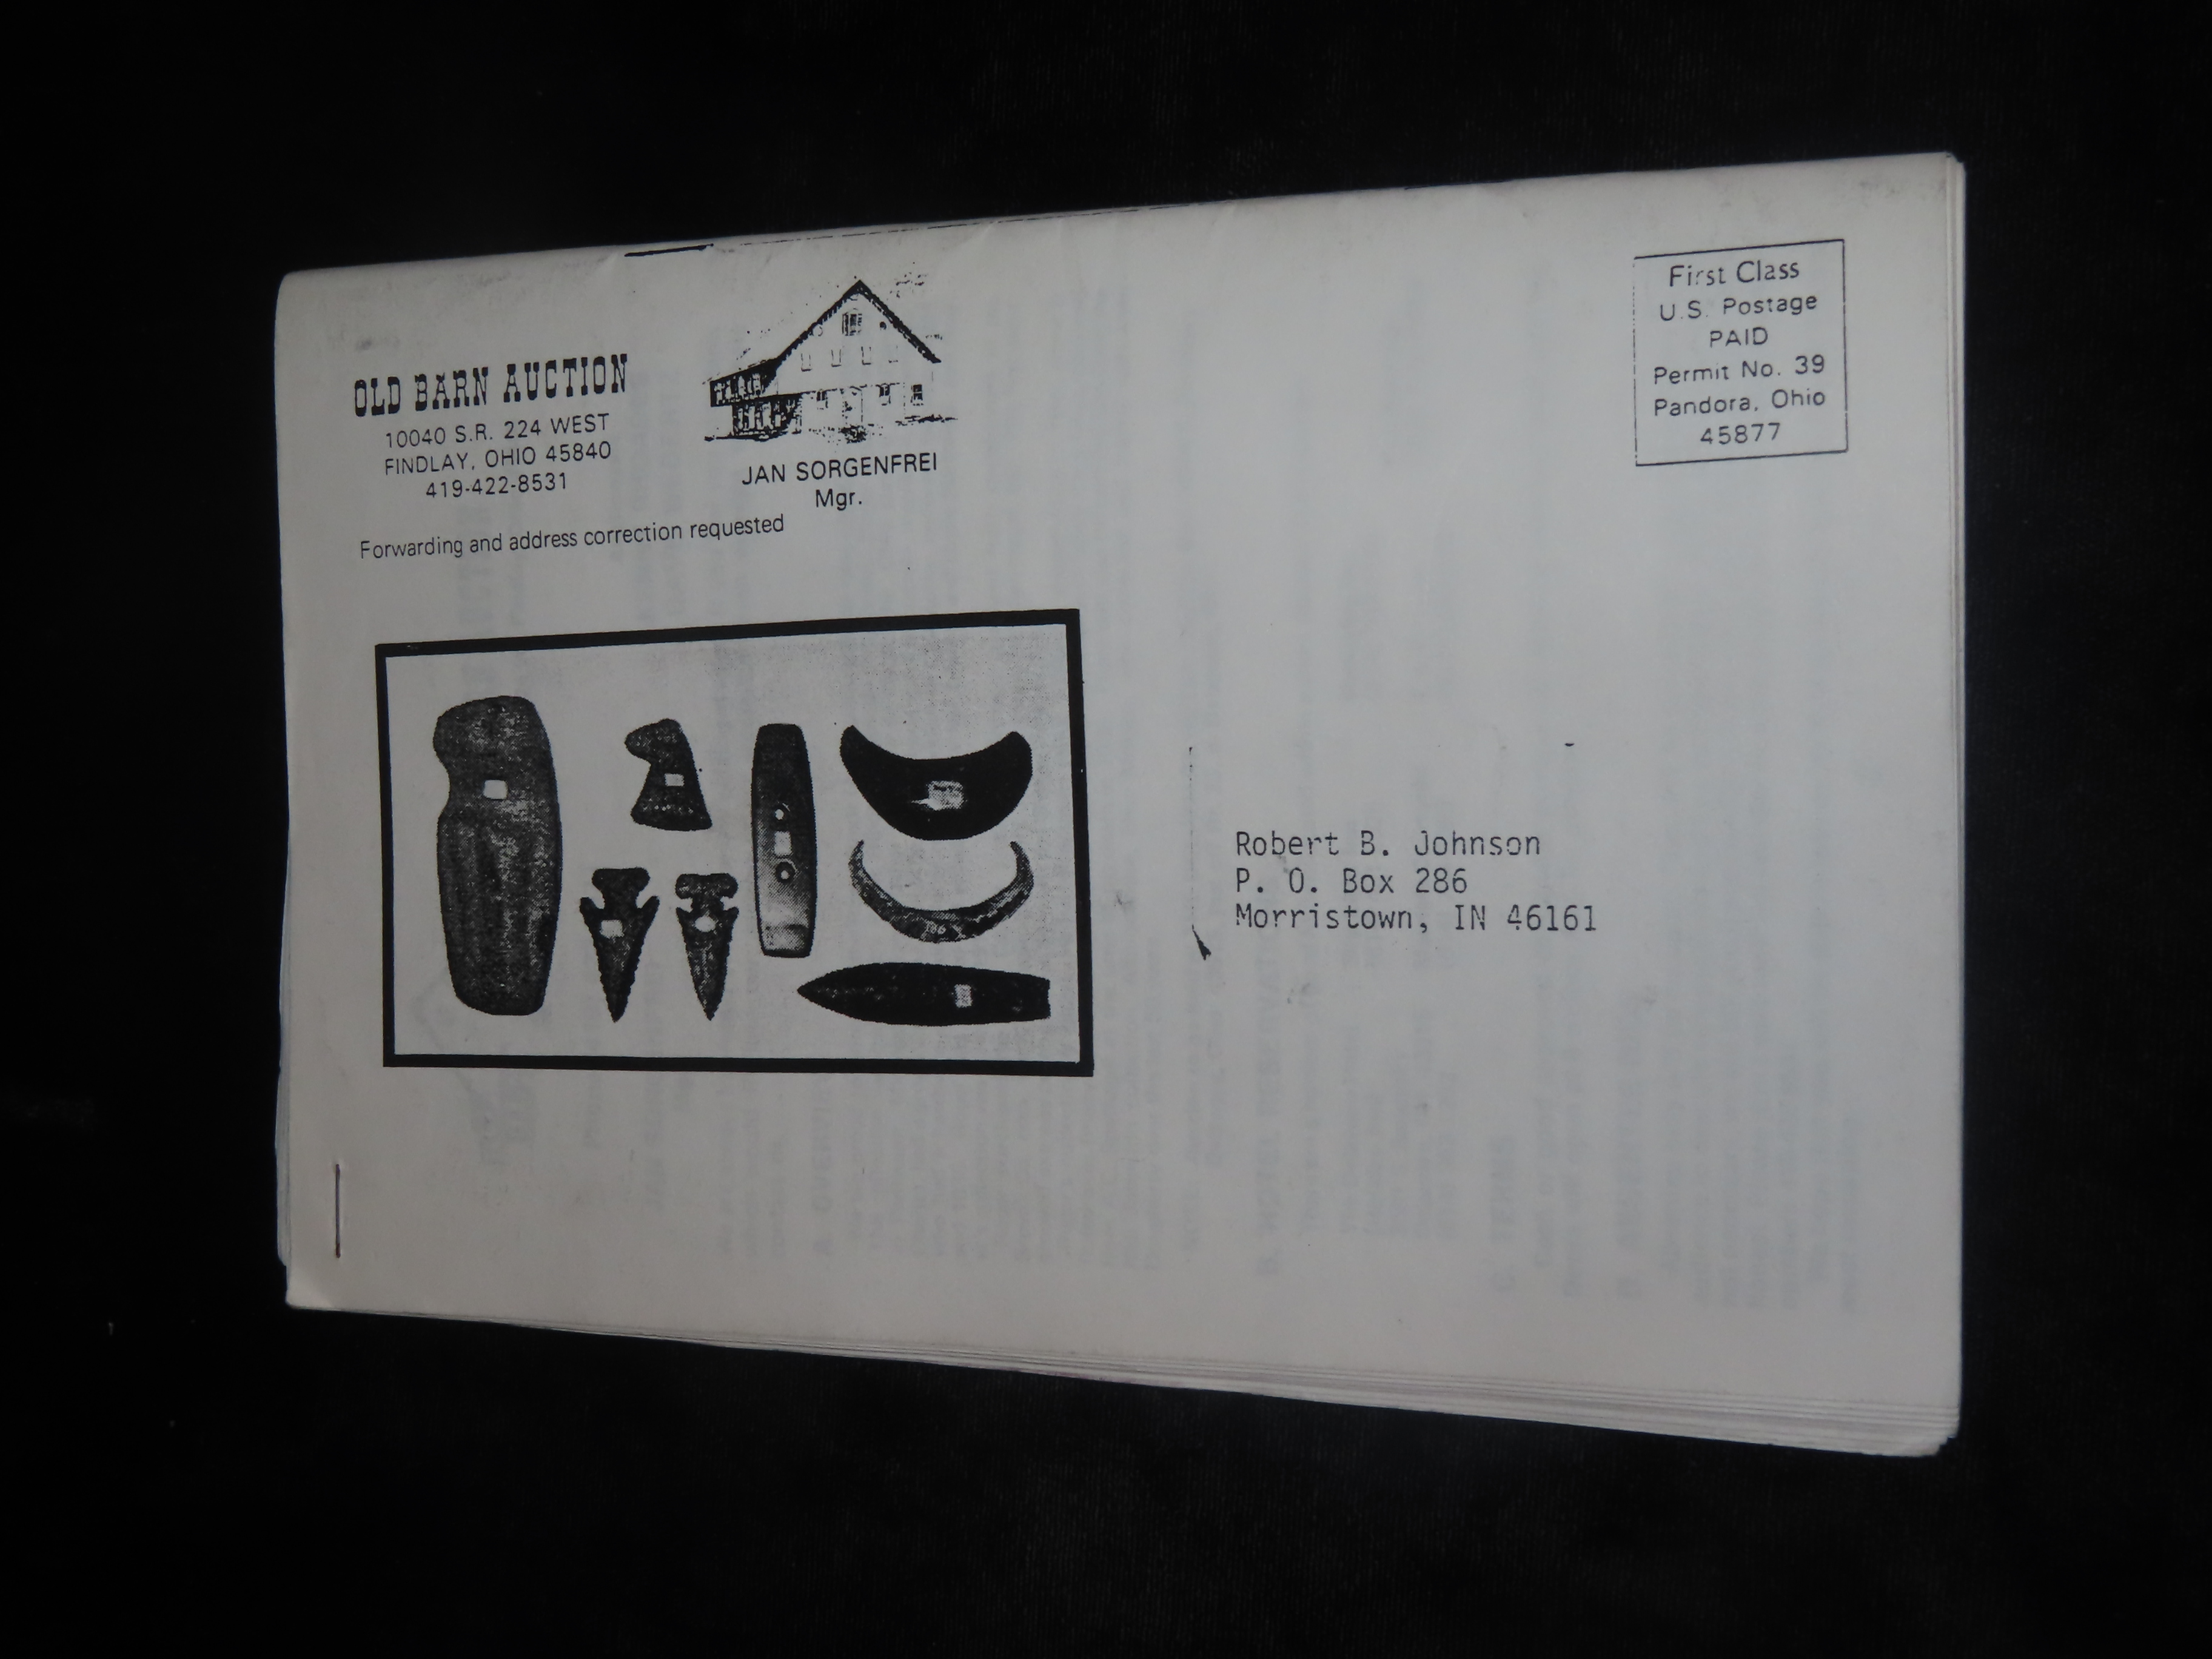 OLD BARN AUCTION
10040 S.R. 224 WEST
FINDLAY, OHIO 45840
419-422-8531
JAN SORGENFREI
Mgr.
Forwarding and address correction requested
First Class
U.S. Postage
PAID
Permit No. 39
Pandora, Ohio
45877
Robert B. Johnson
P. O. Box 286
Morristown, IN 46161